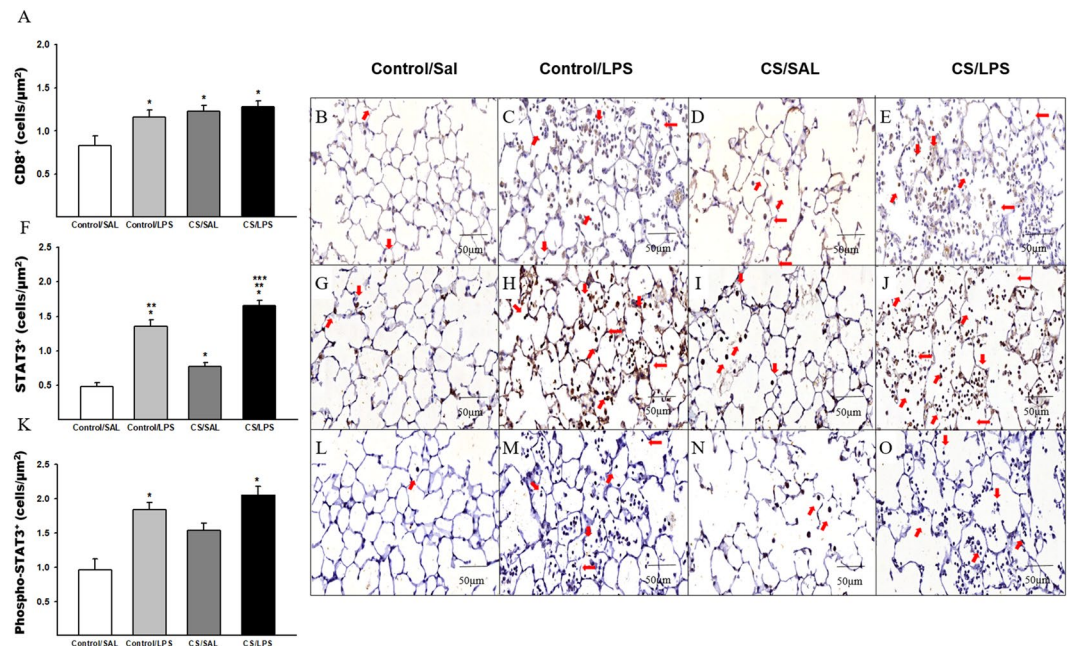 A
2.0
1.5
1.0
0.5
CD8⁺ (cells/µm²)
*
*
*
Control/SAL Control/LPS CS/SAL CS/LPS
F
2.5
2.0
1.5
1.0
0.5
STAT3⁺ (cells/µm²)
**
*
*
***
**
*
Control/SAL Control/LPS CS/SAL CS/LPS
K
2.5
2.0
1.5
1.0
0.5
Phospho-STAT3⁺ (cells/µm²)
*
*
Control/SAL Control/LPS CS/SAL CS/LPS
Control/Sal Control/LPS CS/SAL CS/LPS
B C D E
50µm 50µm 50µm 50µm
G H I J
50µm 50µm 50µm 50µm
L M N O
50µm 50µm 50µm 50µm